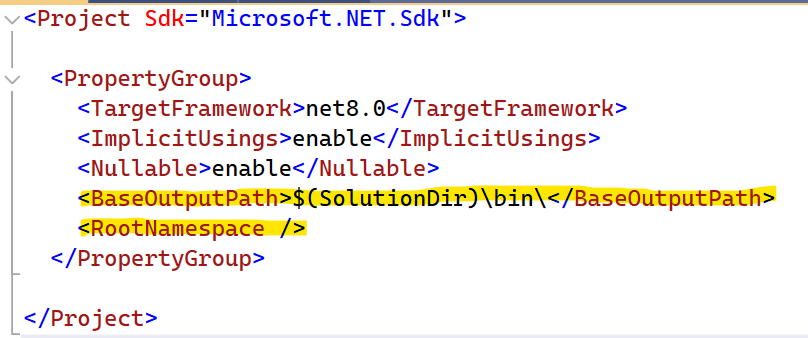 <Project Sdk="Microsoft.NET.Sdk">
<PropertyGroup>
<TargetFramework>net8.0</TargetFramework>
<ImplicitUsings>enable</ImplicitUsings>
<Nullable>enable</Nullable>
<BaseOutputPath>$(SolutionDir)\bin\</BaseOutputPath>
<RootNamespace />
</PropertyGroup>
</Project>